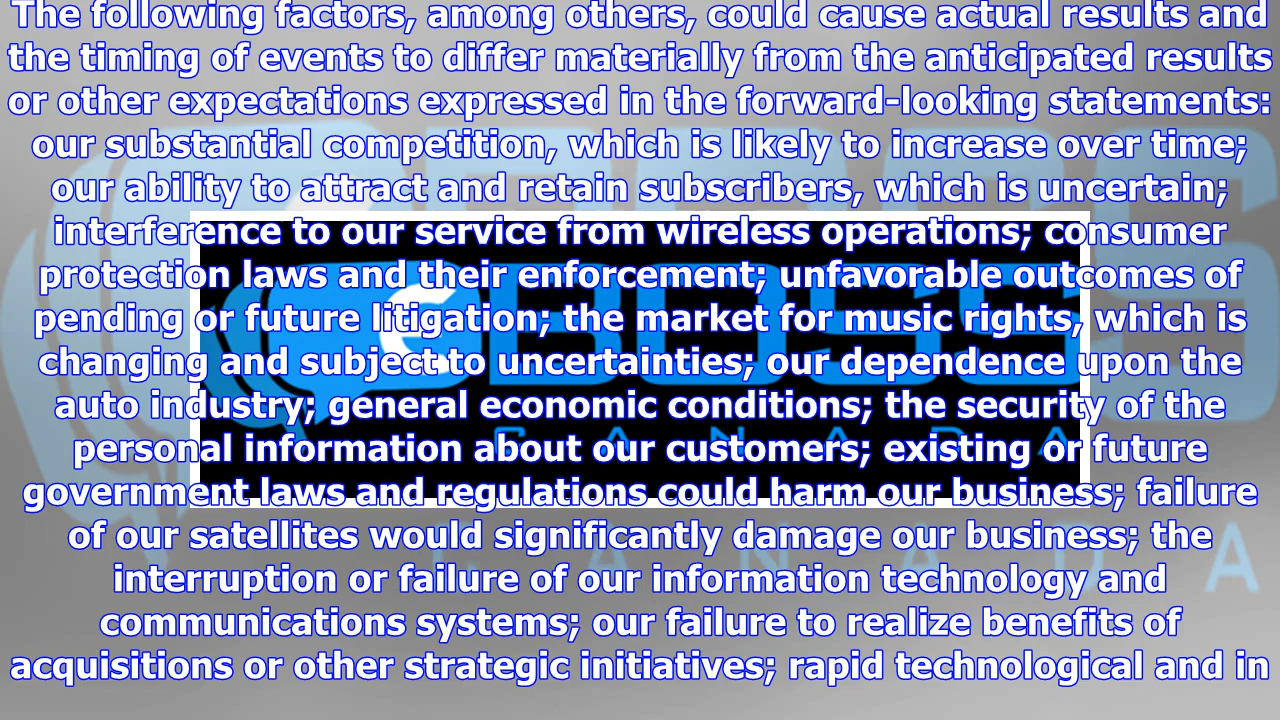 The following factors, among others, could cause actual results and
the timing of events to differ materially from the anticipated results
or other expectations expressed in the forward-looking statements:
our substantial competition, which is likely to increase over time;
our ability to attract and retain subscribers, which is uncertain;
interference to our service from wireless operations; consumer
protection laws and their enforcement; unfavorable outcomes of
pending or future litigation; the market for music rights, which is
changing and subject to uncertainties; our dependence upon the
auto industry; general economic conditions; the security of the
personal information about our customers; existing or future
government laws and regulations could harm our business; failure
of our satellites would significantly damage our business; the
interruption or failure of our information technology and
communications systems; our failure to realize benefits of
acquisitions or other strategic initiatives; rapid technological and in
BOSS
CANADA